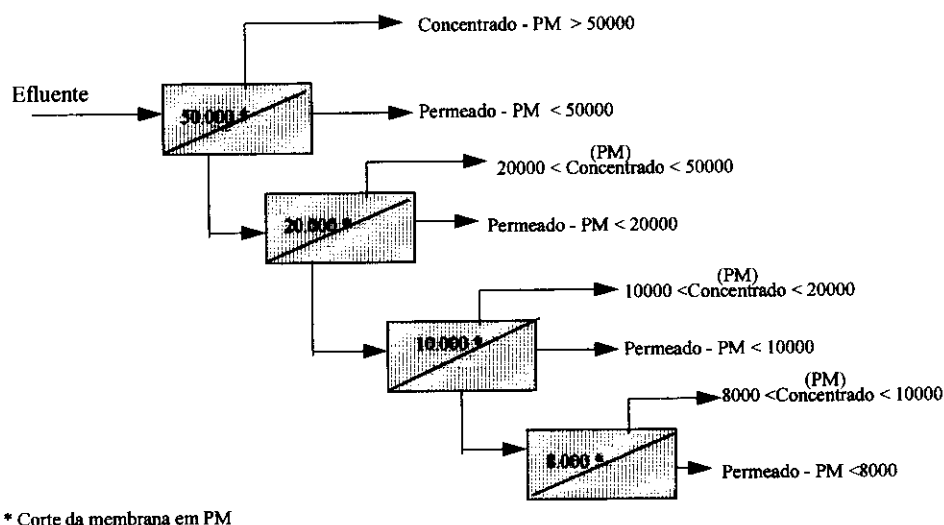 Concentrado - PM > 50000
Efluente
50.000 *
Permeado - PM < 50000
(PM)
20000 < Concentrado < 50000
20.000 *
Permeado - PM < 20000
(PM)
10000 <Concentrado < 20000
10.000 *
Permeado - PM < 10000
(PM)
8000 <Concentrado < 10000
8.000 *
Permeado - PM <8000
* Corte da membrana em PM